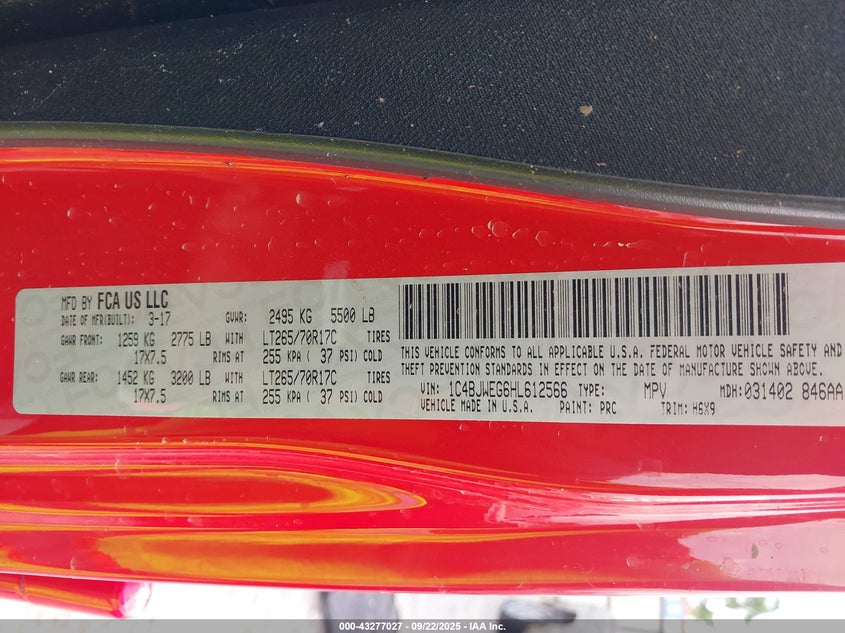 MFD BY FCA US LLC
DATE OF MFR(BUILT): 3-17 GVWR: 2495 KG 5500 LB
GAWR FRONT: 1259 KG 2775 LB WITH LT265/70R17C TIRES
17X7.5 RIMS AT 255 KPA ( 37 PSI) COLD
GAWR REAR: 1452 KG 3200 LB WITH LT265/70R17C TIRES
17X7.5 RIMS AT 255 KPA ( 37 PSI) COLD
THIS VEHICLE CONFORMS TO ALL APPLICABLE U.S.A. FEDERAL MOTOR VEHICLE SAFETY AND
THEFT PREVENTION STANDARDS IN EFFECT ON THE DATE OF MANUFACTURE SHOWN ABOVE.
VIN: 1C4BJWEG6HL612566 TYPE: MPV MDH:031402 846AA
VEHICLE MADE IN U.S.A. PAINT: PRC TRIM: H6X9
000-43277027 - 09/22/2025 - IAA Inc.